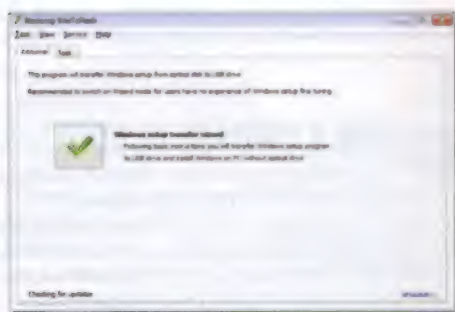 Novicorp WinToFlash
Task View Service Help
Task
This program will transfer Windows setup from optical disk to USB drive
Recommended to switch on Wizard mode for users have no experience of Windows setup fine tuning
Windows setup transfer wizard
Following basic instructions you will transfer Windows setup program
to USB drive and install Windows on PC without optical drive
Checking for updates